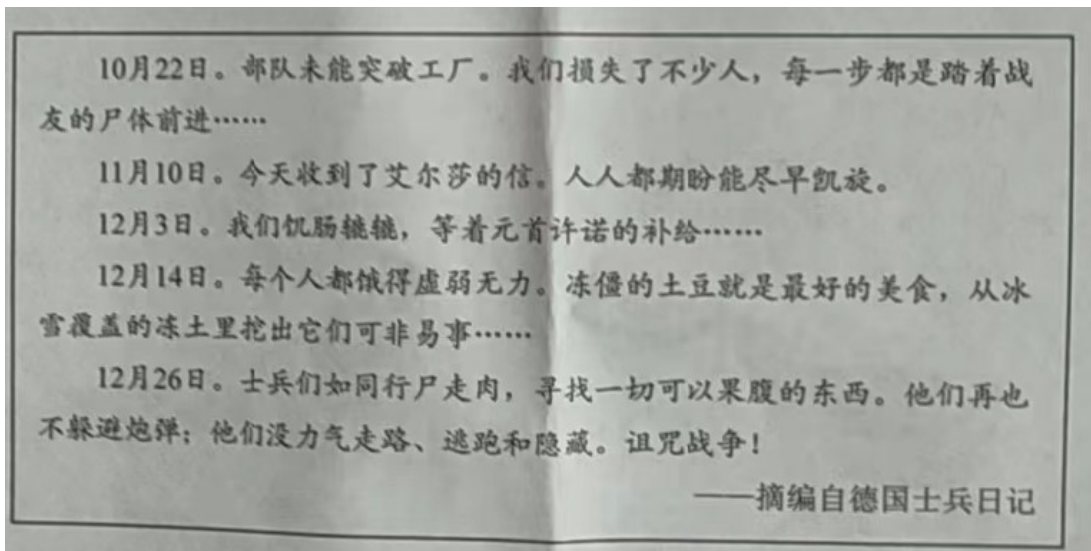 10月22日。部队未能突破工厂。我们损失了不少人，每一步都是踏着战
友的尸体前进……
11月10日。今天收到了艾尔莎的信。人人都期盼能尽早凯旋。
12月3日。我们饥肠辘辘，等着元首许诺的补给……
12月14日。每个人都饿得虚弱无力。冻僵的土豆就是最好的美食，从冰
雪覆盖的冻土里挖出它们可非易事……
12月26日。士兵们如同行尸走肉，寻找一切可以果腹的东西。他们再也
不躲避炮弹；他们没力气走路、逃跑和隐藏。诅咒战争！
——摘编自德国士兵日记